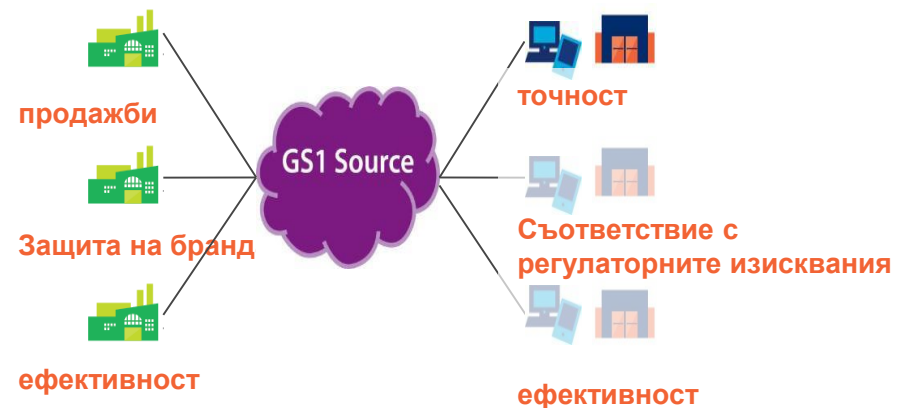 продажби
Защита на бранд
ефективност
GS1 Source
точност
Съответствие с
регулаторните изисквания
ефективност